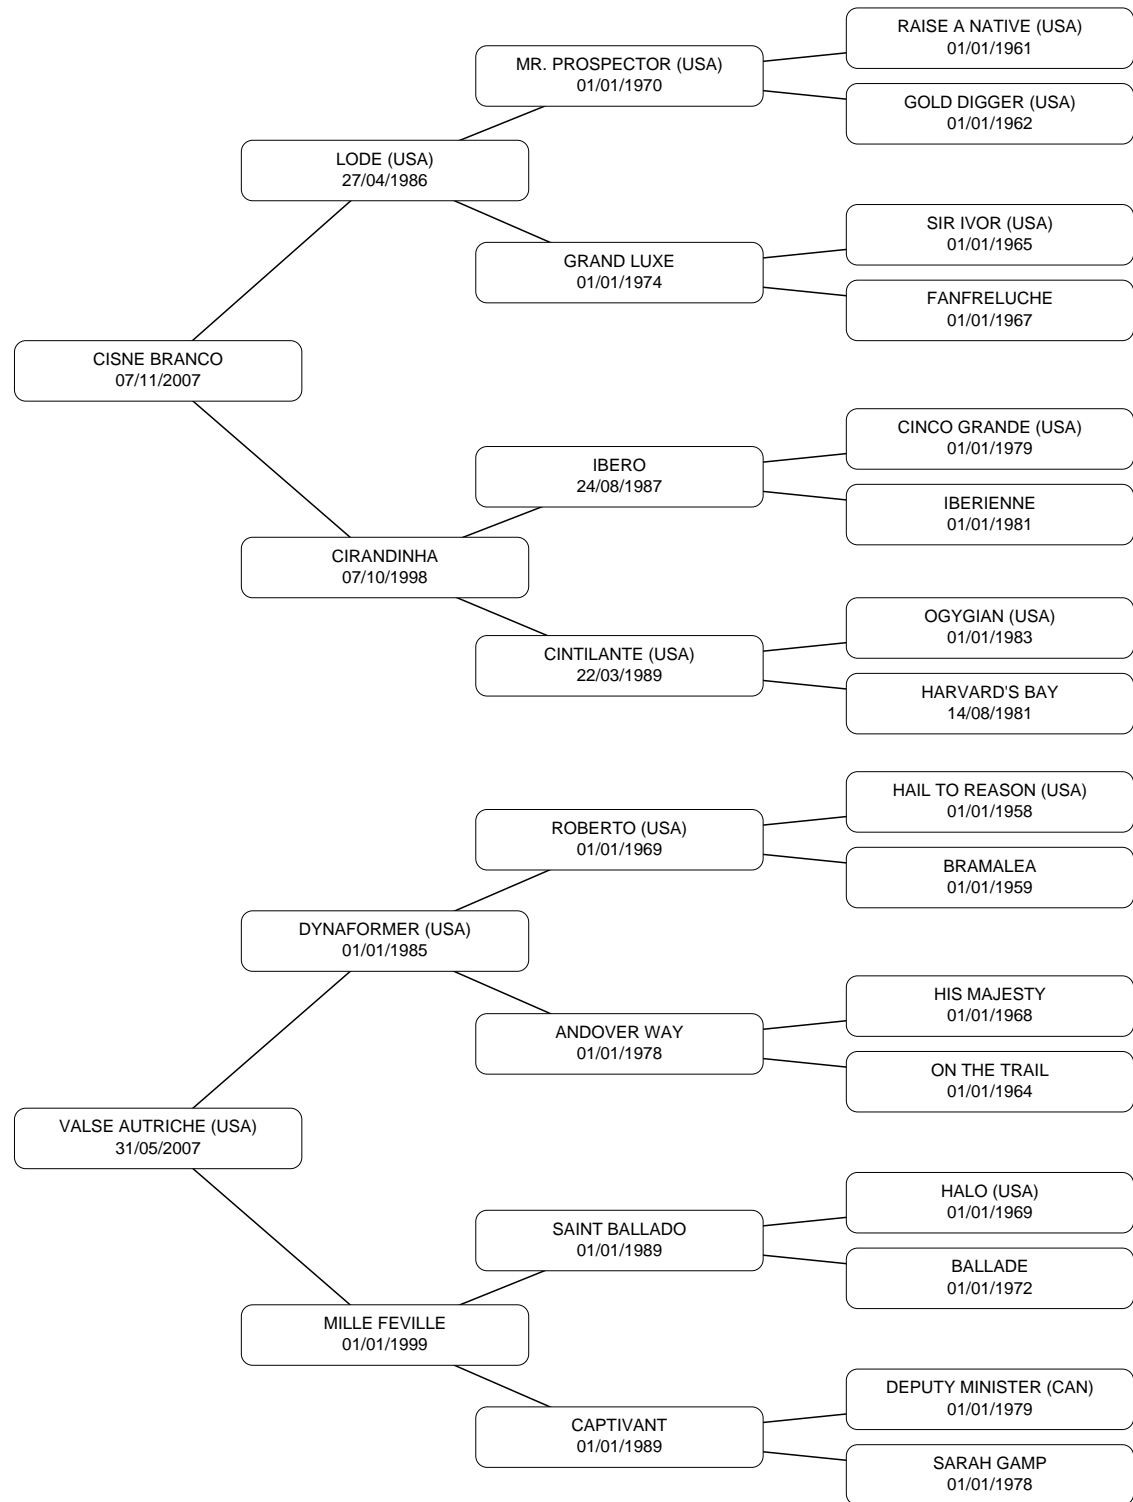 RAISE A NATIVE (USA)
01/01/1961
MR. PROSPECTOR (USA)
01/01/1970
GOLD DIGGER (USA)
01/01/1962
LODE (USA)
27/04/1986
SIR IVOR (USA)
01/01/1965
GRAND LUXE
01/01/1974
FANFRELUCHE
01/01/1967
CISNE BRANCO
07/11/2007
CINCO GRANDE (USA)
01/01/1979
IBERO
24/08/1987
IBERIENNE
01/01/1981
CIRANDINHA
07/10/1998
OGYGIAN (USA)
01/01/1983
CINTILANTE (USA)
22/03/1989
HARVARD'S BAY
14/08/1981
HAIL TO REASON (USA)
01/01/1958
ROBERTO (USA)
01/01/1969
BRAMALEA
01/01/1959
DYNAFORMER (USA)
01/01/1985
HIS MAJESTY
01/01/1968
ANDOVER WAY
01/01/1978
ON THE TRAIL
01/01/1964
VALSE AUTRICHE (USA)
31/05/2007
HALO (USA)
01/01/1969
SAINT BALLADO
01/01/1989
BALLADE
01/01/1972
MILLE FEVILLE
01/01/1999
DEPUTY MINISTER (CAN)
01/01/1979
CAPTIVANT
01/01/1989
SARAH GAMP
01/01/1978